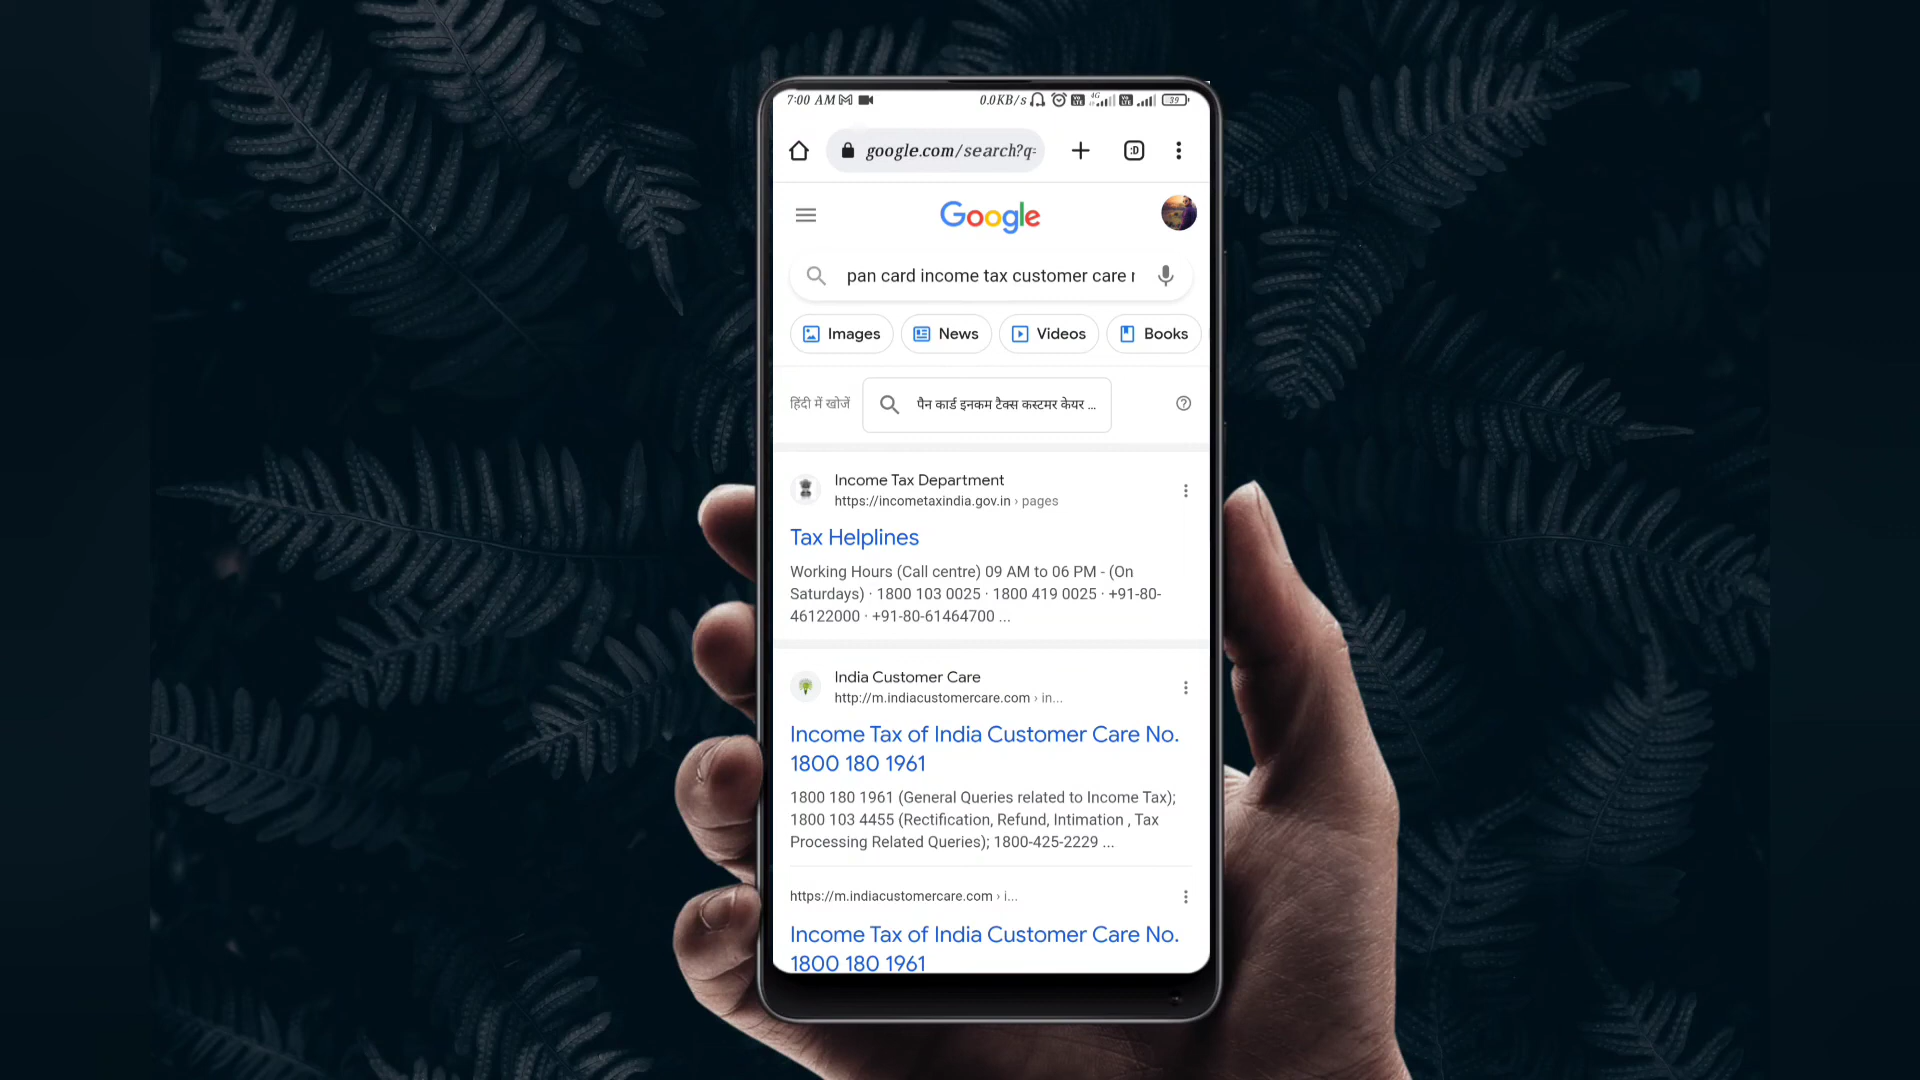 7:00 AM
0.0KB/s 4G 39
google.com/search?q=
:D
Google
pan card income tax customer care
Images News Videos Books
हिंदी में खोजें
पैन कार्ड इनकम टैक्स कस्टमर केयर ...
Income Tax Department
https://incometaxindia.gov.in › pages
Tax Helplines
Working Hours (Call centre) 09 AM to 06 PM - (On
Saturdays) · 1800 103 0025 · 1800 419 0025 · +91-80-
46122000 · +91-80-61464700 ...
India Customer Care
http://m.indiacustomercare.com › in...
Income Tax of India Customer Care No.
1800 180 1961
1800 180 1961 (General Queries related to Income Tax);
1800 103 4455 (Rectification, Refund, Intimation , Tax
Processing Related Queries); 1800-425-2229 ...
https://m.indiacustomercare.com › i...
Income Tax of India Customer Care No.
1800 180 1961